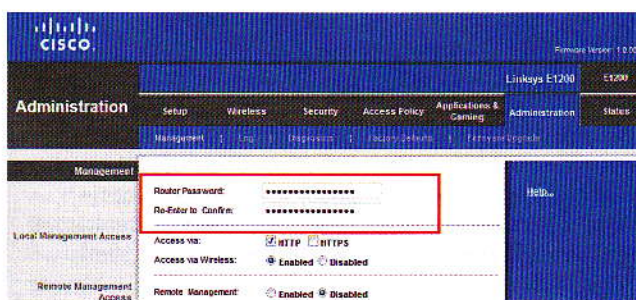 CISCO
Firmware Version: 1.0.00
Linksys E1200 E1200
Administration
Setup Wireless Security Access Policy Applications & Gaming Administration Status
Management | Log | Diagnostics | Factory Defaults | Firmware Upgrade
Management
Router Password:
Re-Enter to Confirm:
Help...
Local Management Access
Access via: HTTP HTTPS
Access via Wireless: Enabled Disabled
Remote Management Access
Remote Management: Enabled Disabled